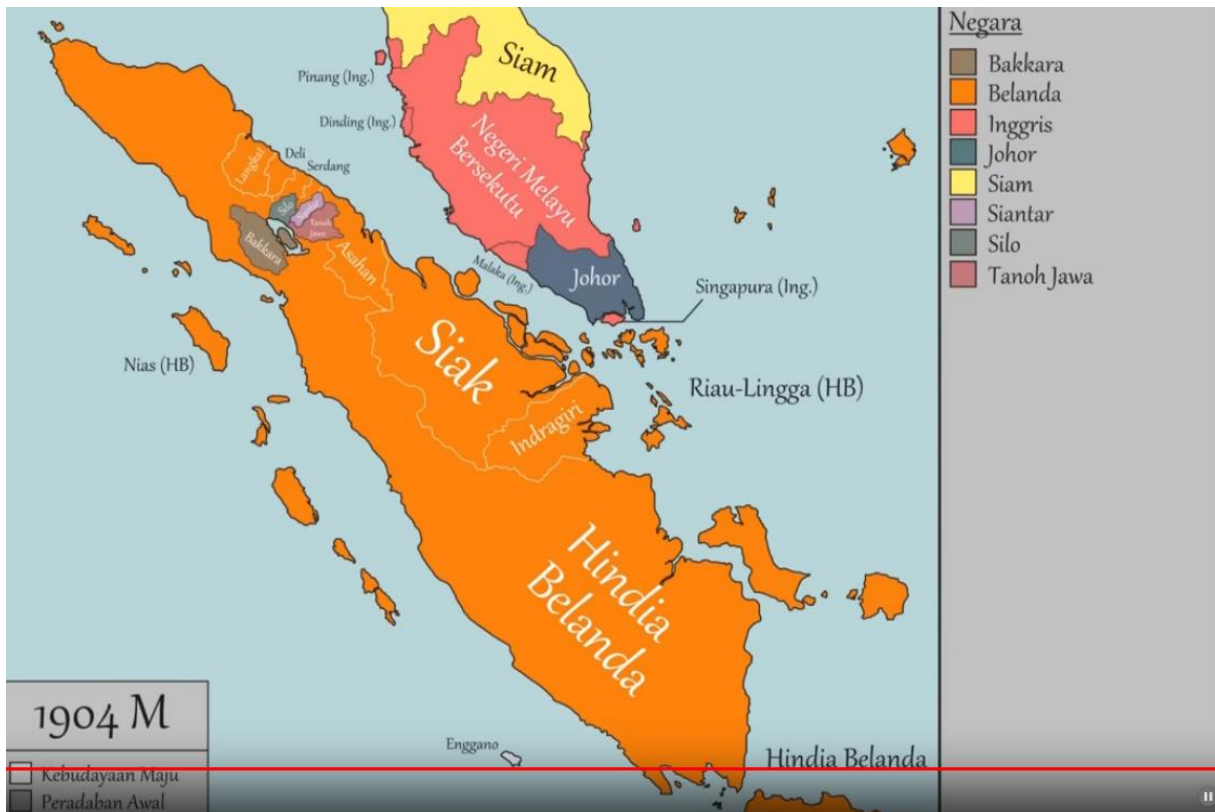 Negara
Bakkara
Belanda
Inggris
Johor
Siam
Siantar
Silo
Tanoh Jawa
Siam
Pinang (Ing.)
Dinding (Ing.)
Negeri Melayu
Bersekutu
Langkat
Deli
Serdang
Silo
Siantar
Tanoh
Jawa
Bakkara
Asahan
Malaka (Ing.)
Johor
Singapura (Ing.)
Siak
Nias (HB)
Riau-Lingga (HB)
Indragiri
Hindia
Belanda
Enggano
Hindia Belanda
1904 M
Kebudayaan Maju
Peradaban Awal